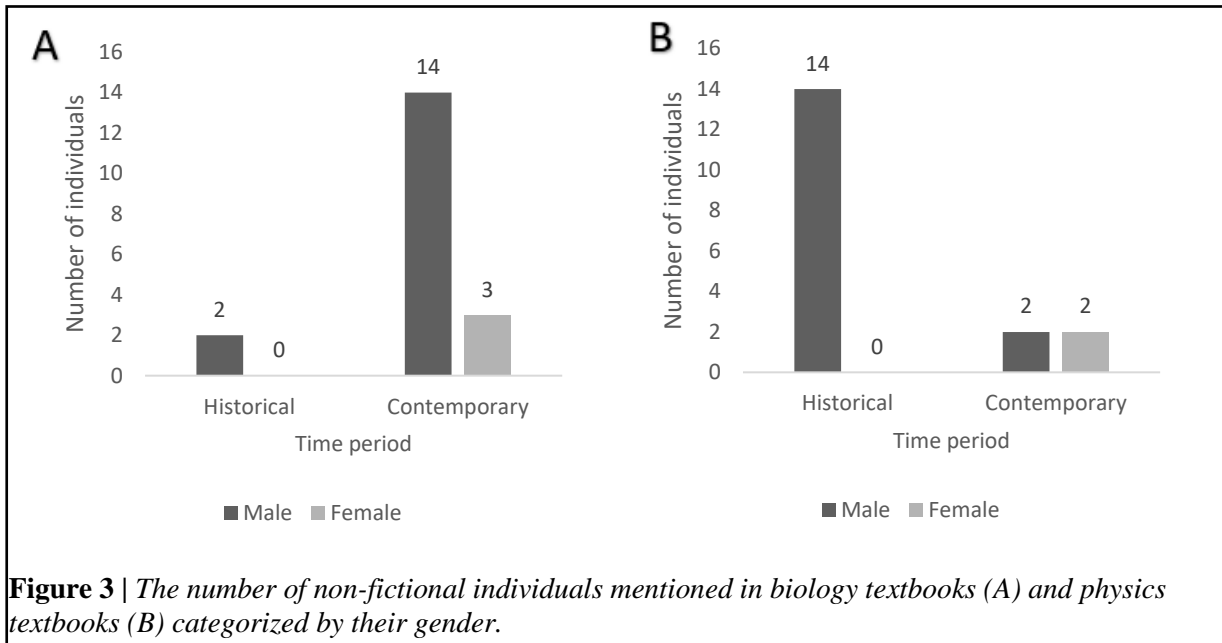 A
Number of individuals
16
14
12
10
8
6
4
2
0
2
0
14
3
Historical
Contemporary
Time period
Male
Female
B
Number of individuals
16
14
12
10
8
6
4
2
0
14
0
2
2
Historical
Contemporary
Time period
Male
Female
Figure 3 | The number of non-fictional individuals mentioned in biology textbooks (A) and physics
textbooks (B) categorized by their gender.